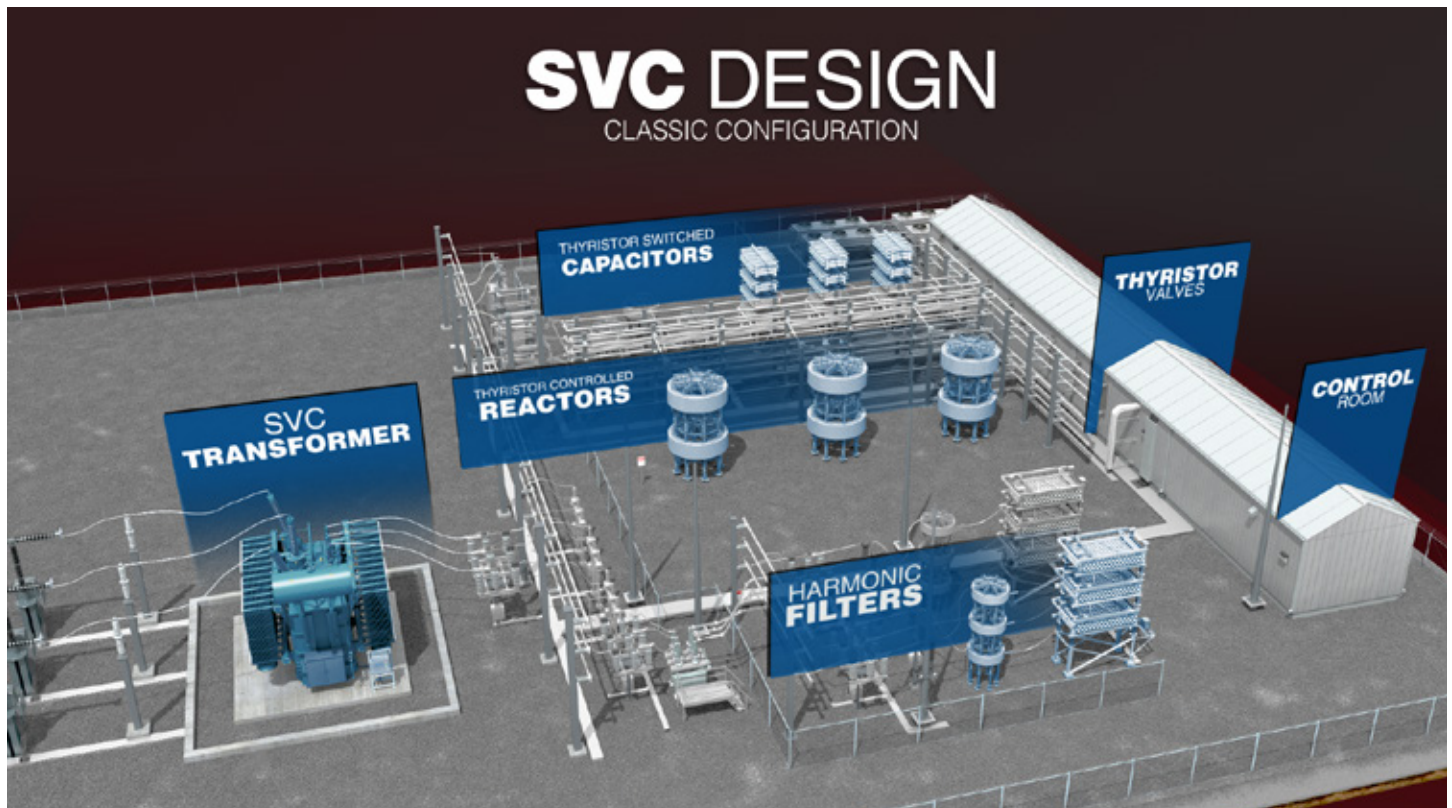 SVC DESIGN
CLASSIC CONFIGURATION
THYRISTOR SWITCHED
CAPACITORS
THYRISTOR
VALVES
THYRISTOR CONTROLLED
REACTORS
CONTROL
ROOM
SVC
TRANSFORMER
HARMONIC
FILTERS